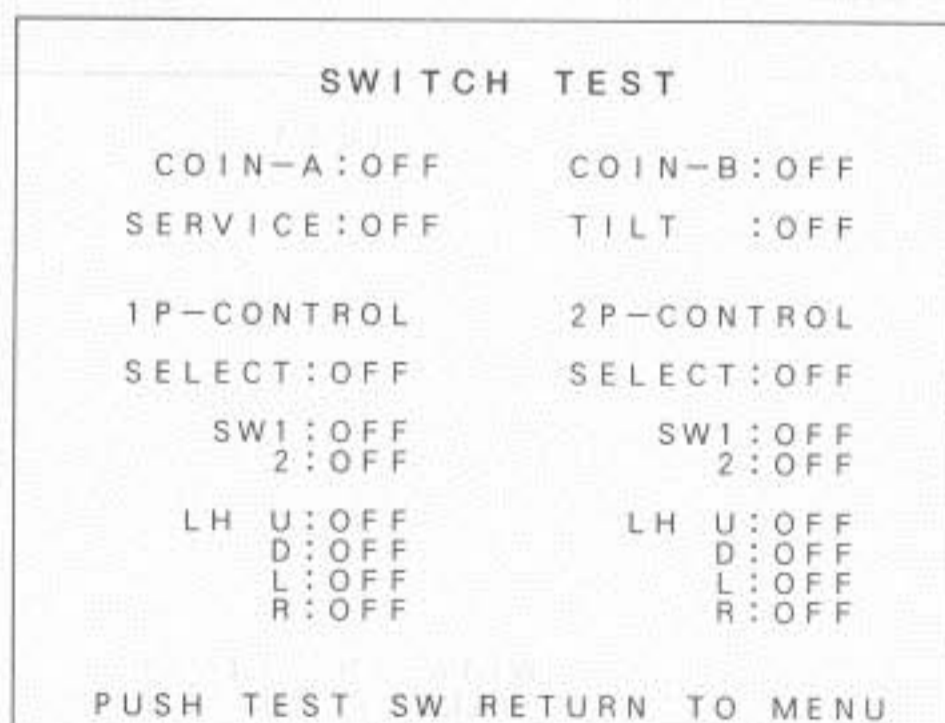 SWITCH TEST
COIN-A:OFF COIN-B:OFF
SERVICE:OFF TILT :OFF
1P-CONTROL 2P-CONTROL
SELECT:OFF SELECT:OFF
SW1:OFF SW1:OFF
2:OFF 2:OFF
LH U:OFF LH U:OFF
D:OFF D:OFF
L:OFF L:OFF
R:OFF R:OFF
PUSH TEST SW RETURN TO MENU